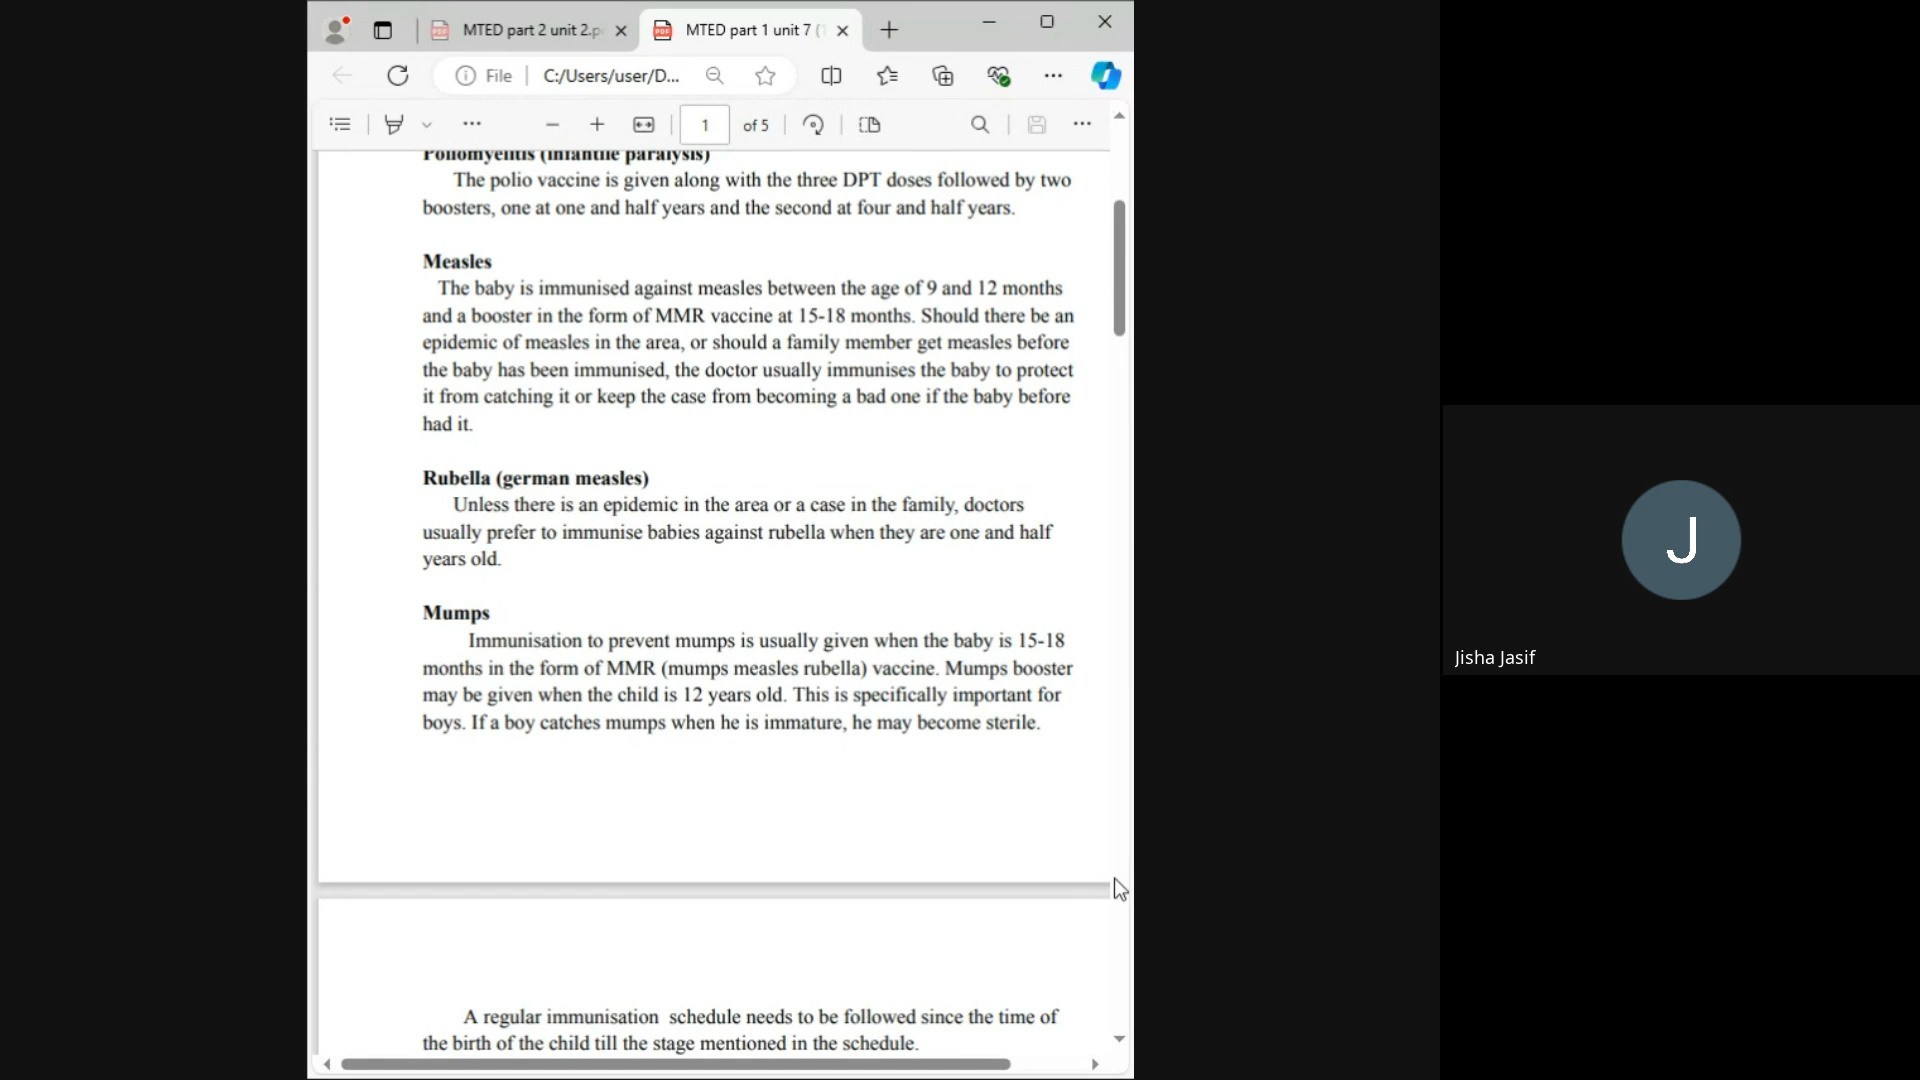 MTED part 2 unit 2.p
MTED part 1 unit 7 (
File
C:/Users/user/D...
1
of 5
Poliomyelitis (infantile paralysis)
The polio vaccine is given along with the three DPT doses followed by two
boosters, one at one and half years and the second at four and half years.
Measles
The baby is immunised against measles between the age of 9 and 12 months
and a booster in the form of MMR vaccine at 15-18 months. Should there be an
epidemic of measles in the area, or should a family member get measles before
the baby has been immunised, the doctor usually immunises the baby to protect
it from catching it or keep the case from becoming a bad one if the baby before
had it.
Rubella (german measles)
Unless there is an epidemic in the area or a case in the family, doctors
usually prefer to immunise babies against rubella when they are one and half
years old.
Mumps
Immunisation to prevent mumps is usually given when the baby is 15-18
months in the form of MMR (mumps measles rubella) vaccine. Mumps booster
may be given when the child is 12 years old. This is specifically important for
boys. If a boy catches mumps when he is immature, he may become sterile.
A regular immunisation schedule needs to be followed since the time of
the birth of the child till the stage mentioned in the schedule.
J
Jisha Jasif